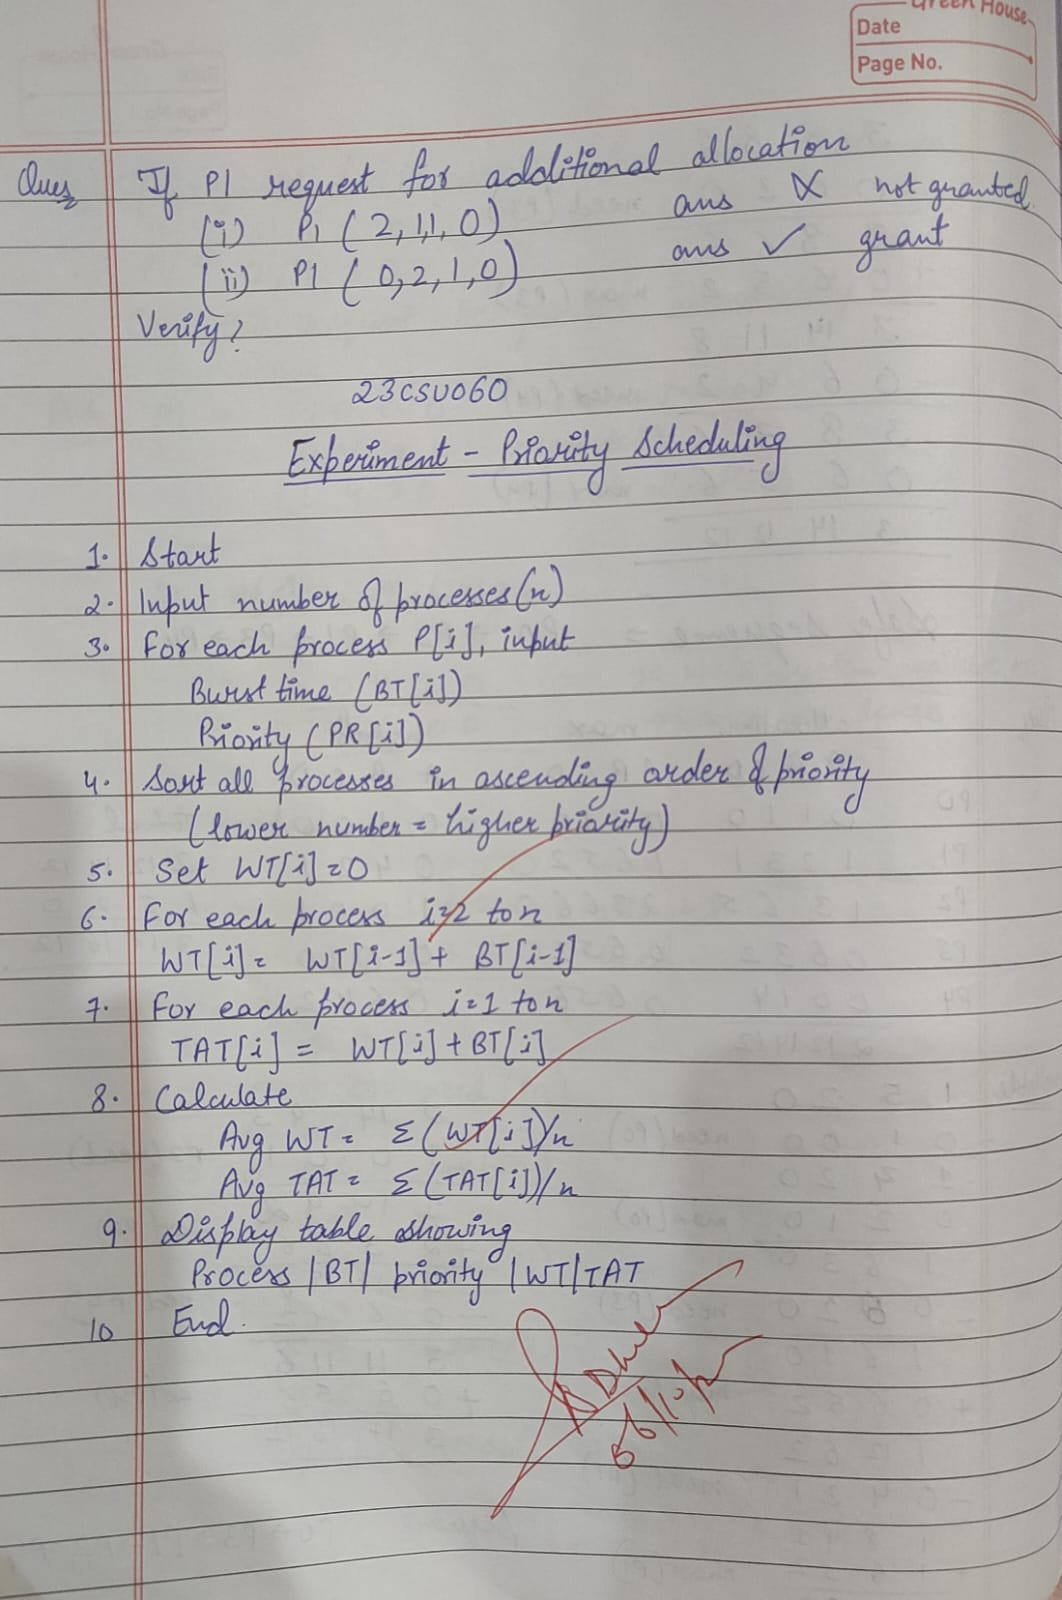 Green House
Date
Page No.
Ques If P1 request for additional allocation
(i) P1 ( 2,1,1,0) ans X not granted
(ii) P1 ( 0,2,1,0) ans ✓ grant
Verify?
23CSU060
Experiment - Priority Scheduling
1. Start
2. Input number of processes(n)
3. For each process P[i], input
Burst time (BT[i])
Priority (PR[i])
4. Sort all processes in ascending order of priority
(lower number = higher priority)
5. Set WT[i]=0
6. For each process i=2 to n
WT[i]= WT[i-1]+ BT[i-1]
7. For each process i=1 to n
TAT[i] = WT[i]+BT[i]
8. Calculate
Avg WT = Σ(WT[i])/n
Avg TAT = Σ(TAT[i])/n
9. Display table showing
Process |BT| priority |WT|TAT
10 End.